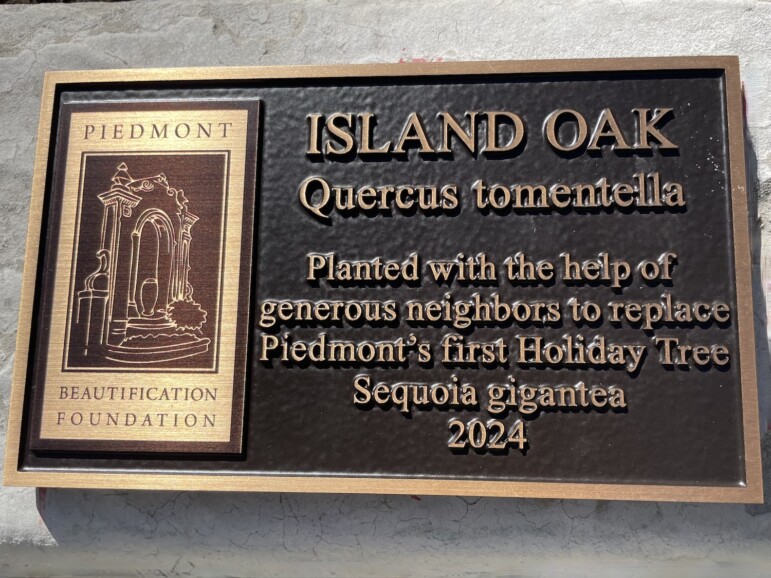 PIEDMONT
BEAUTIFICATION
FOUNDATION
ISLAND OAK
Quercus tomentella
Planted with the help of
generous neighbors to replace
Piedmont's first Holiday Tree
Sequoia gigantea
2024